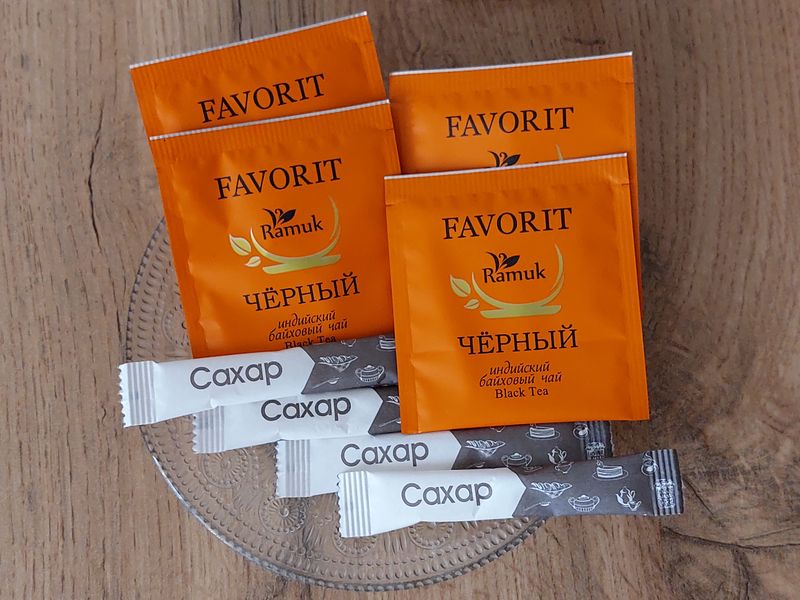 FAVORIT
FAVORIT
Ramuk
ЧЁРНЫЙ
индийский
байховый чай
Black Tea
FAVORIT
FAVORIT
Ramuk
ЧЁРНЫЙ
индийский
байховый чай
Black Tea
Сахар
Сахар
Сахар
Сахар